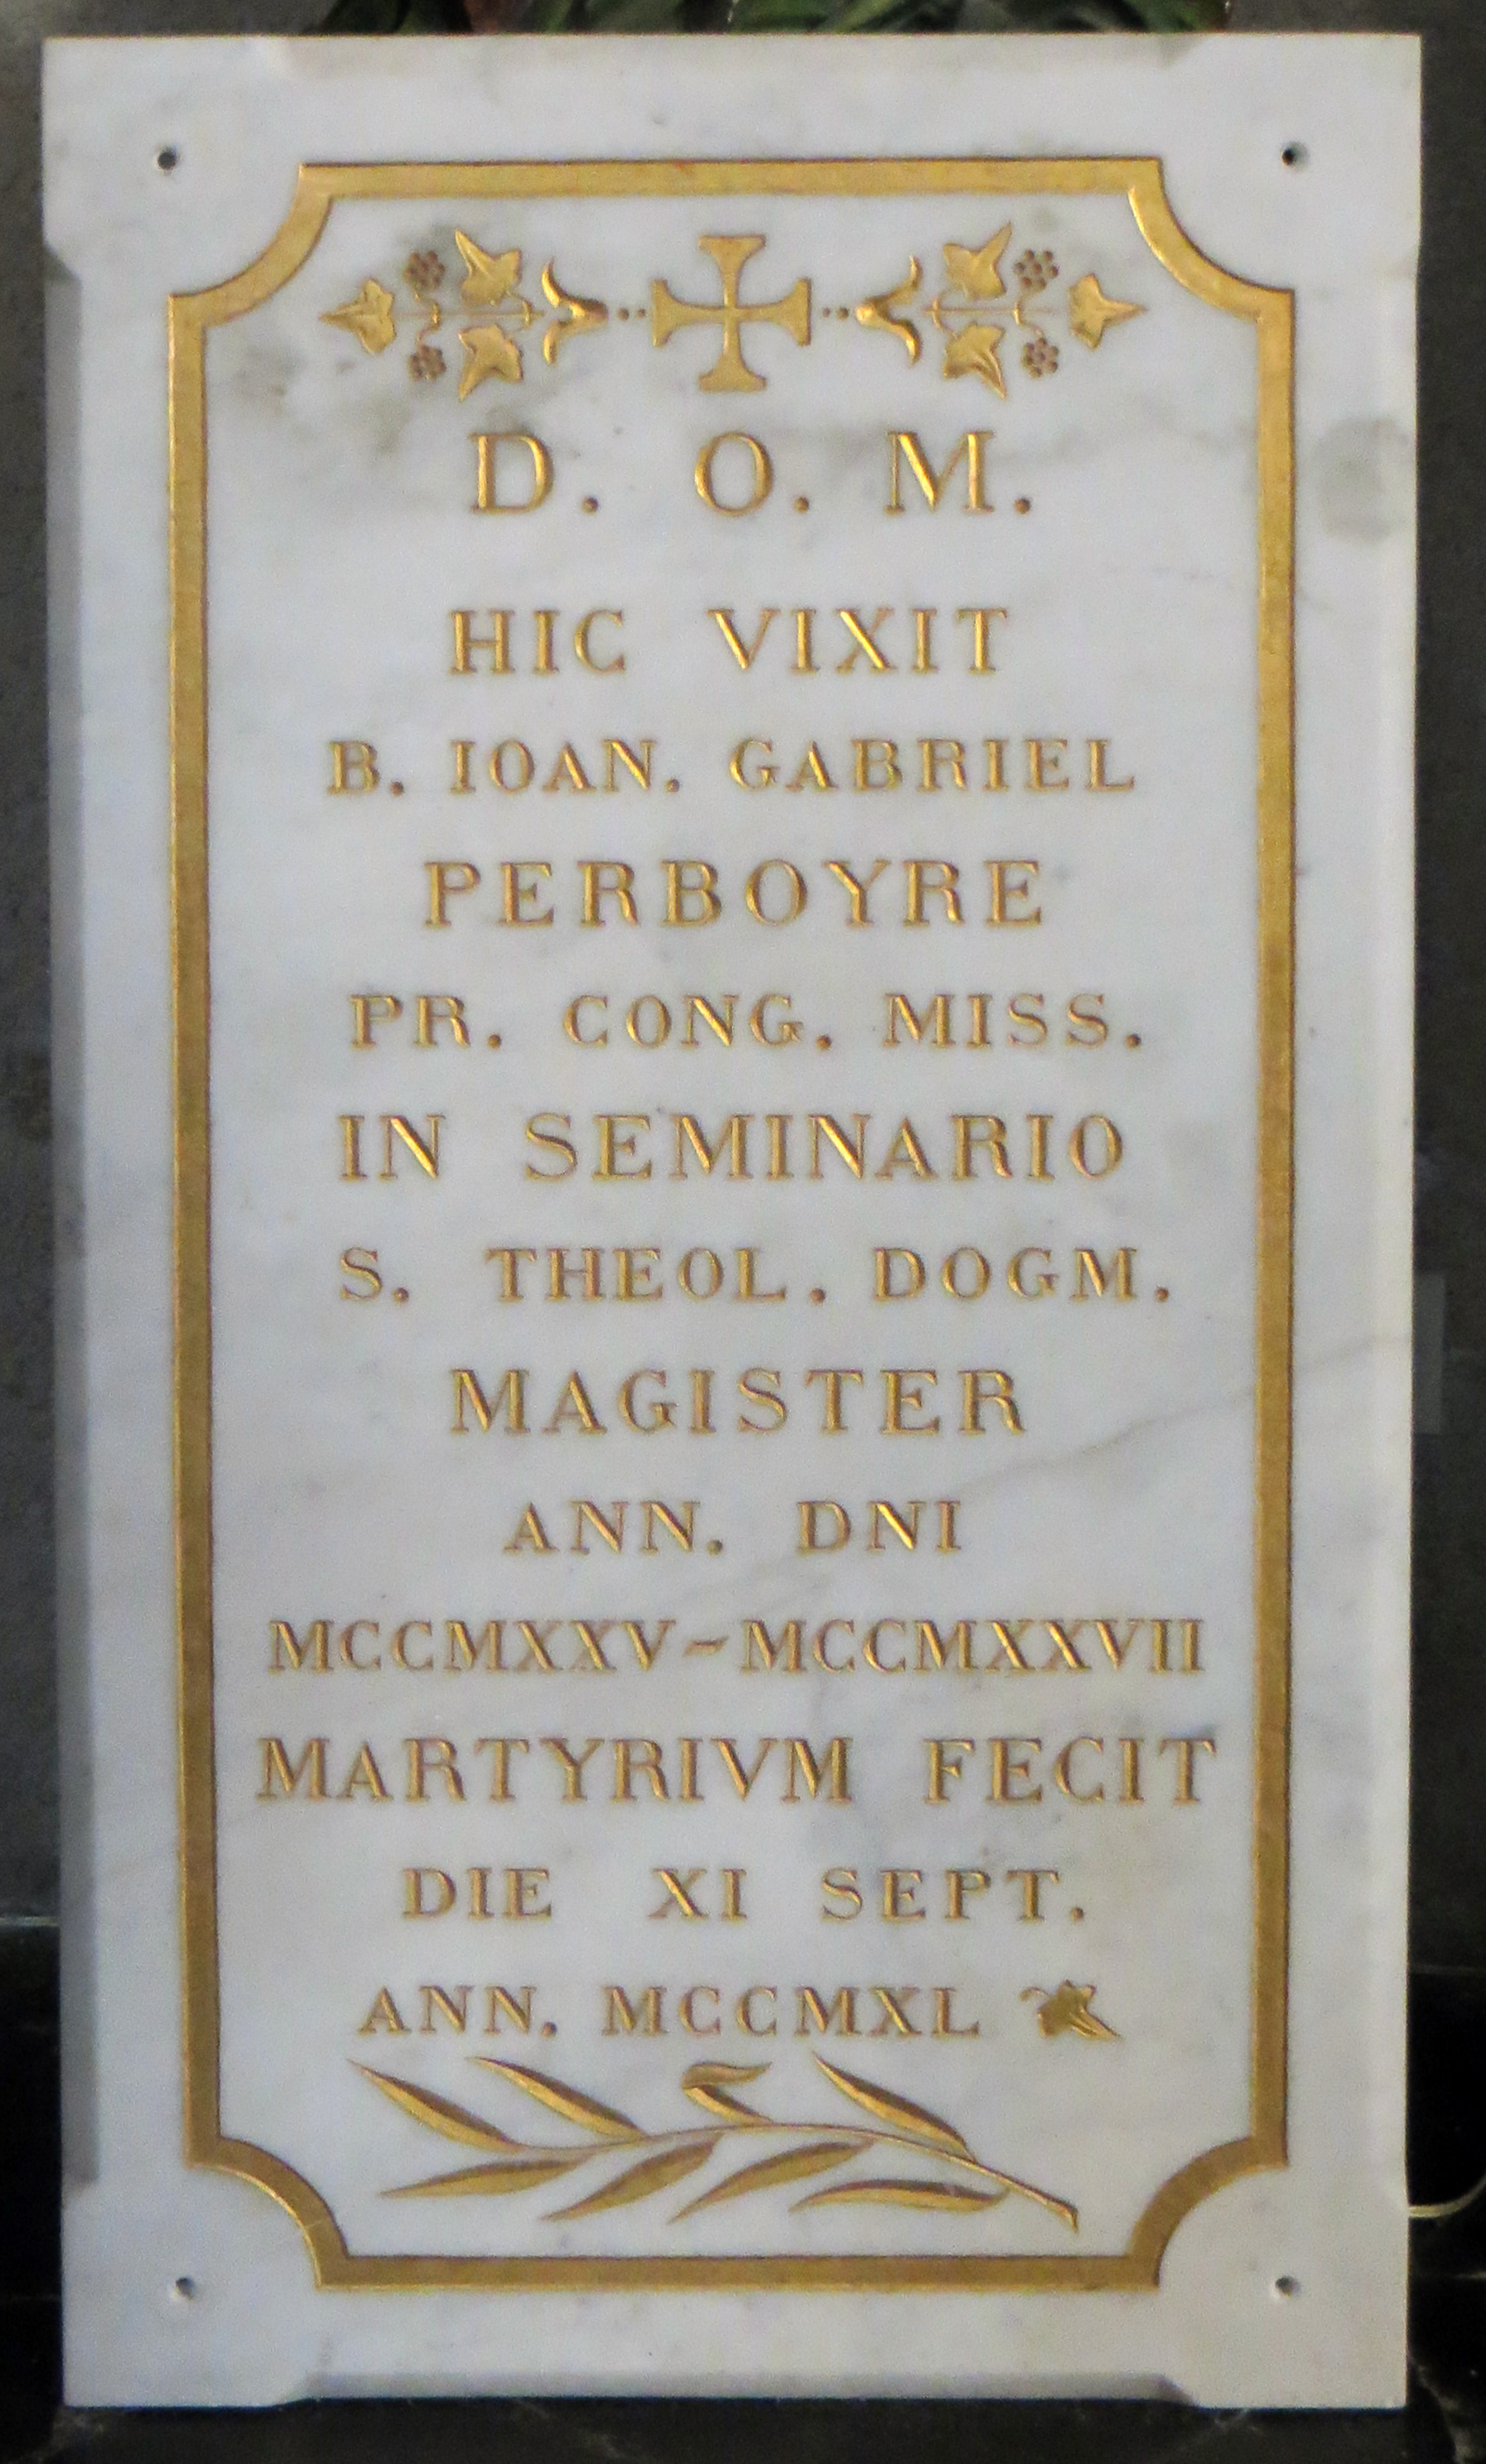 D. O. M.
HIC VIXIT
B. IOAN. GABRIEL
PERBOYRE
PR. CONG. MISS.
IN SEMINARIO
S. THEOL. DOGM.
MAGISTER
ANN. DNI
MCCMXXV-MCCMXXVII
MARTYRIVM FECIT
DIE XI SEPT.
ANN. MCCMXL